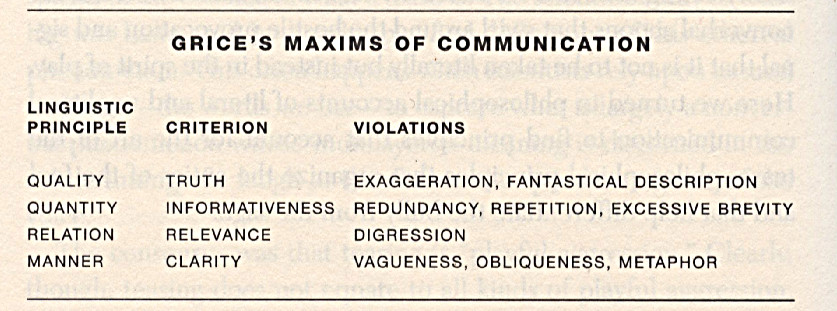 GRICE'S MAXIMS OF COMMUNICATION
LINGUISTIC
PRINCIPLE CRITERION VIOLATIONS
QUALITY TRUTH EXAGGERATION, FANTASTICAL DESCRIPTION
QUANTITY INFORMATIVENESS REDUNDANCY, REPETITION, EXCESSIVE BREVITY
RELATION RELEVANCE DIGRESSION
MANNER CLARITY VAGUENESS, OBLIQUENESS, METAPHOR